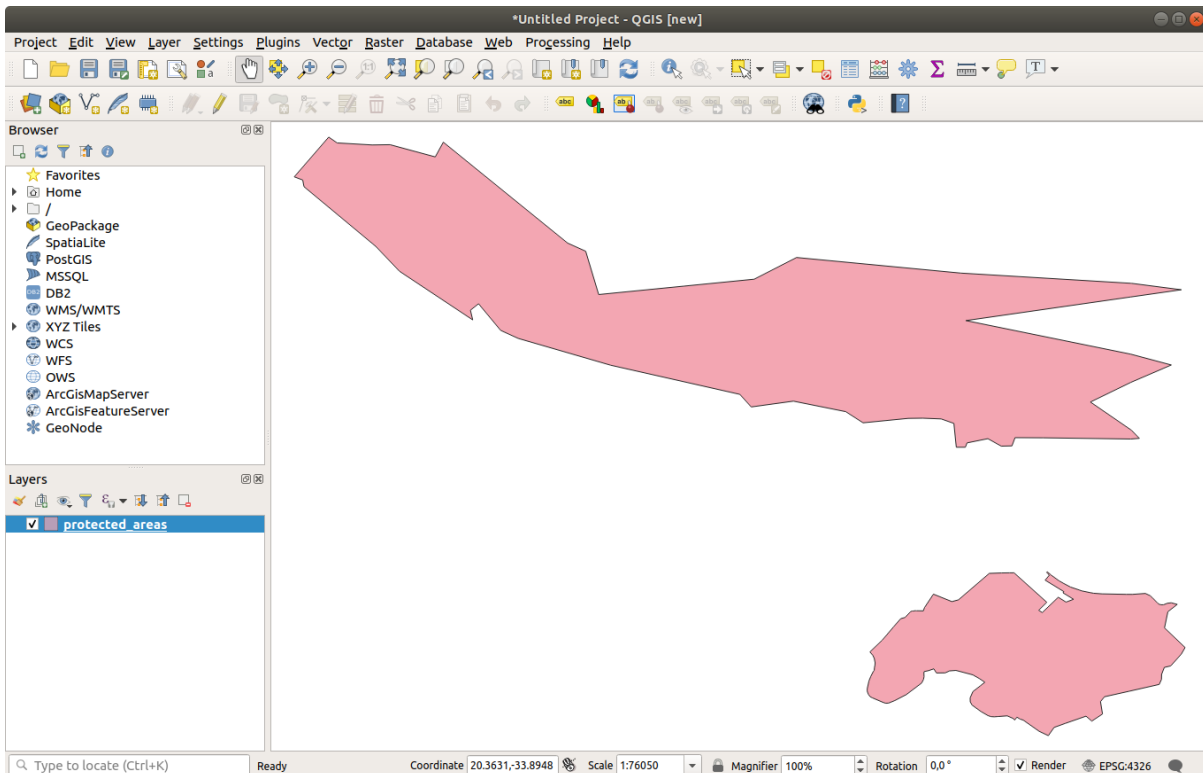 *Untitled Project - QGIS [new]
Project Edit View Layer Settings Plugins Vector Raster Database Web Processing Help
Browser
Favorites
Home
/
GeoPackage
SpatiaLite
PostGIS
MSSQL
DB2 DB2
WMS/WMTS
XYZ Tiles
WCS
WFS
OWS
ArcGisMapServer
ArcGisFeatureServer
GeoNode
Layers
protected_areas
Type to locate (Ctrl+K) Ready Coordinate 20.3631,-33.8948 Scale 1:76050 Magnifier 100% Rotation 0,0 ° Render EPSG:4326